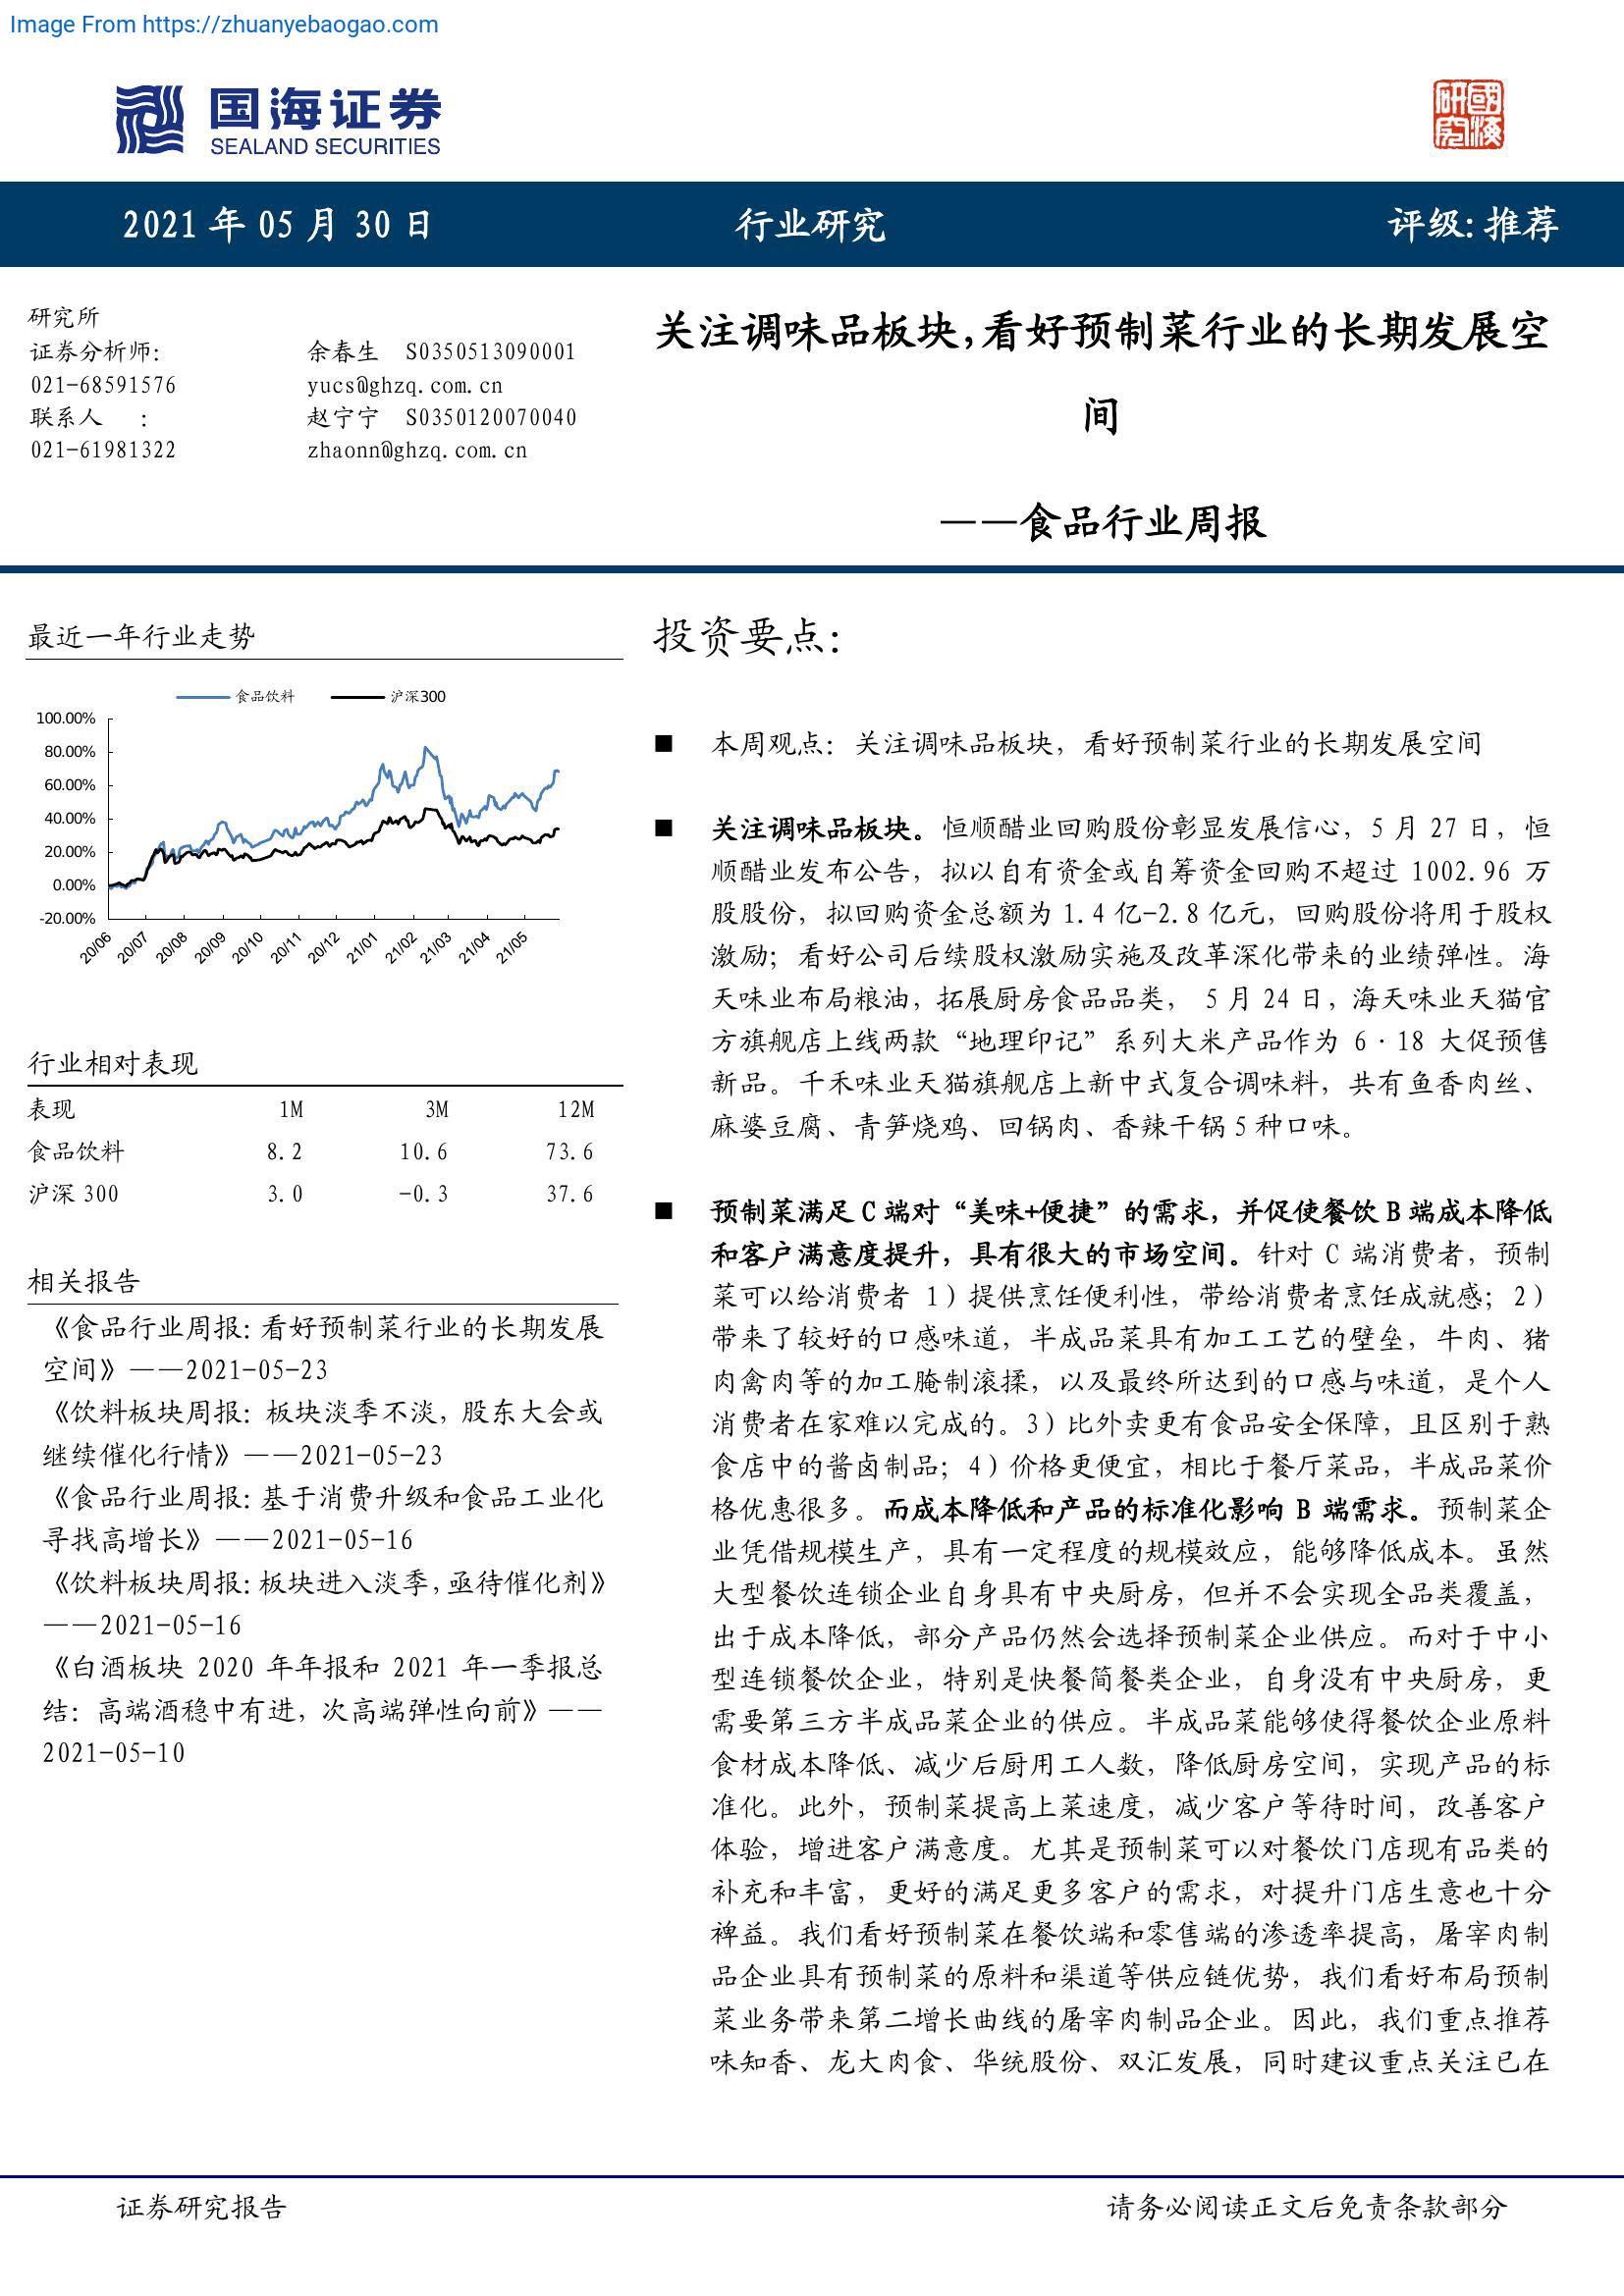 Image From https://zhuanyebaogao.com
国海证券
SEALAND SECURITIES
研究
國海
2021 年 05 月 30 日
行业研究
评级:推荐
研究所
证券分析师:
余春生 S0350513090001
021-68591576
yucs@ghzq.com.cn
联系人 :
赵宁宁 S0350120070040
021-61981322
zhaonn@ghzq.com.cn
关注调味品板块,看好预制菜行业的长期发展空
间
——食品行业周报
最近一年行业走势
食品饮料
沪深300
100.00%
80.00%
60.00%
40.00%
20.00%
0.00%
-20.00%
20/06
20/07
20/08
20/09
20/10
20/11
20/12
21/01
21/02
21/03
21/04
21/05
行业相对表现
表现 1M 3M 12M
食品饮料 8.2 10.6 73.6
沪深 300 3.0 -0.3 37.6
相关报告
《食品行业周报:看好预制菜行业的长期发展
空间》——2021-05-23
《饮料板块周报:板块淡季不淡,股东大会或
继续催化行情》——2021-05-23
《食品行业周报:基于消费升级和食品工业化
寻找高增长》——2021-05-16
《饮料板块周报:板块进入淡季,亟待催化剂》
——2021-05-16
《白酒板块 2020 年年报和 2021 年一季报总
结:高端酒稳中有进,次高端弹性向前》——
2021-05-10
投资要点:
■ 本周观点:关注调味品板块,看好预制菜行业的长期发展空间
■ 关注调味品板块。恒顺醋业回购股份彰显发展信心,5 月 27 日,恒
顺醋业发布公告,拟以自有资金或自筹资金回购不超过 1002.96 万
股股份,拟回购资金总额为 1.4 亿-2.8 亿元,回购股份将用于股权
激励;看好公司后续股权激励实施及改革深化带来的业绩弹性。海
天味业布局粮油,拓展厨房食品品类, 5 月 24 日,海天味业天猫官
方旗舰店上线两款“地理印记”系列大米产品作为 6·18 大促预售
新品。千禾味业天猫旗舰店上新中式复合调味料,共有鱼香肉丝、
麻婆豆腐、青笋烧鸡、回锅肉、香辣干锅 5 种口味。
■ 预制菜满足 C 端对“美味+便捷”的需求,并促使餐饮 B 端成本降低
和客户满意度提升,具有很大的市场空间。针对 C 端消费者,预制
菜可以给消费者 1)提供烹饪便利性,带给消费者烹饪成就感;2)
带来了较好的口感味道,半成品菜具有加工工艺的壁垒,牛肉、猪
肉禽肉等的加工腌制滚揉,以及最终所达到的口感与味道,是个人
消费者在家难以完成的。3)比外卖更有食品安全保障,且区别于熟
食店中的酱卤制品;4)价格更便宜,相比于餐厅菜品,半成品菜价
格优惠很多。而成本降低和产品的标准化影响 B 端需求。预制菜企
业凭借规模生产,具有一定程度的规模效应,能够降低成本。虽然
大型餐饮连锁企业自身具有中央厨房,但并不会实现全品类覆盖,
出于成本降低,部分产品仍然会选择预制菜企业供应。而对于中小
型连锁餐饮企业,特别是快餐简餐类企业,自身没有中央厨房,更
需要第三方半成品菜企业的供应。半成品菜能够使得餐饮企业原料
食材成本降低、减少后厨用工人数,降低厨房空间,实现产品的标
准化。此外,预制菜提高上菜速度,减少客户等待时间,改善客户
体验,增进客户满意度。尤其是预制菜可以对餐饮门店现有品类的
补充和丰富,更好的满足更多客户的需求,对提升门店生意也十分
裨益。我们看好预制菜在餐饮端和零售端的渗透率提高,屠宰肉制
品企业具有预制菜的原料和渠道等供应链优势,我们看好布局预制
菜业务带来第二增长曲线的屠宰肉制品企业。因此,我们重点推荐
味知香、龙大肉食、华统股份、双汇发展,同时建议重点关注已在
证券研究报告
请务必阅读正文后免责条款部分